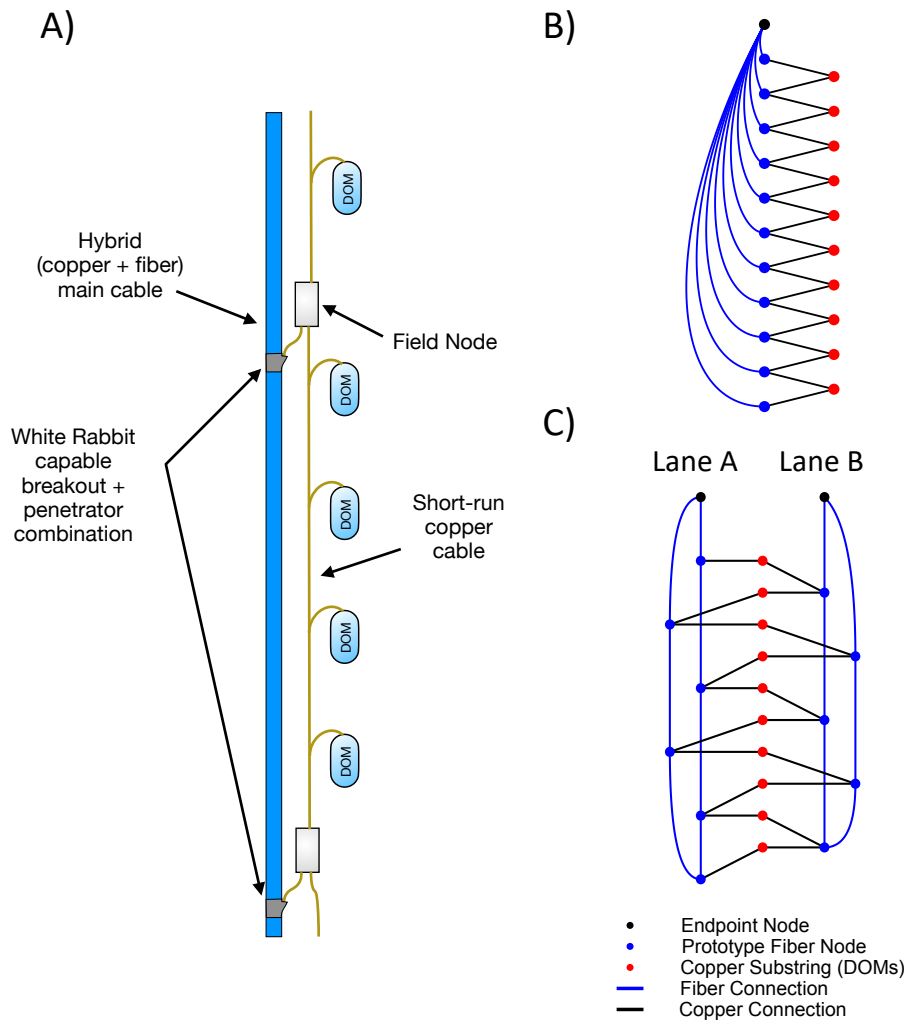 A)
DOM
Hybrid
(copper + fiber)
main cable
Field Node
DOM
White Rabbit
capable
breakout +
penetrator
combination
DOM
Short-run
copper
cable
DOM
DOM
B)
C)
Lane A Lane B
Endpoint Node
Prototype Fiber Node
Copper Substring (DOMs)
Fiber Connection
Copper Connection